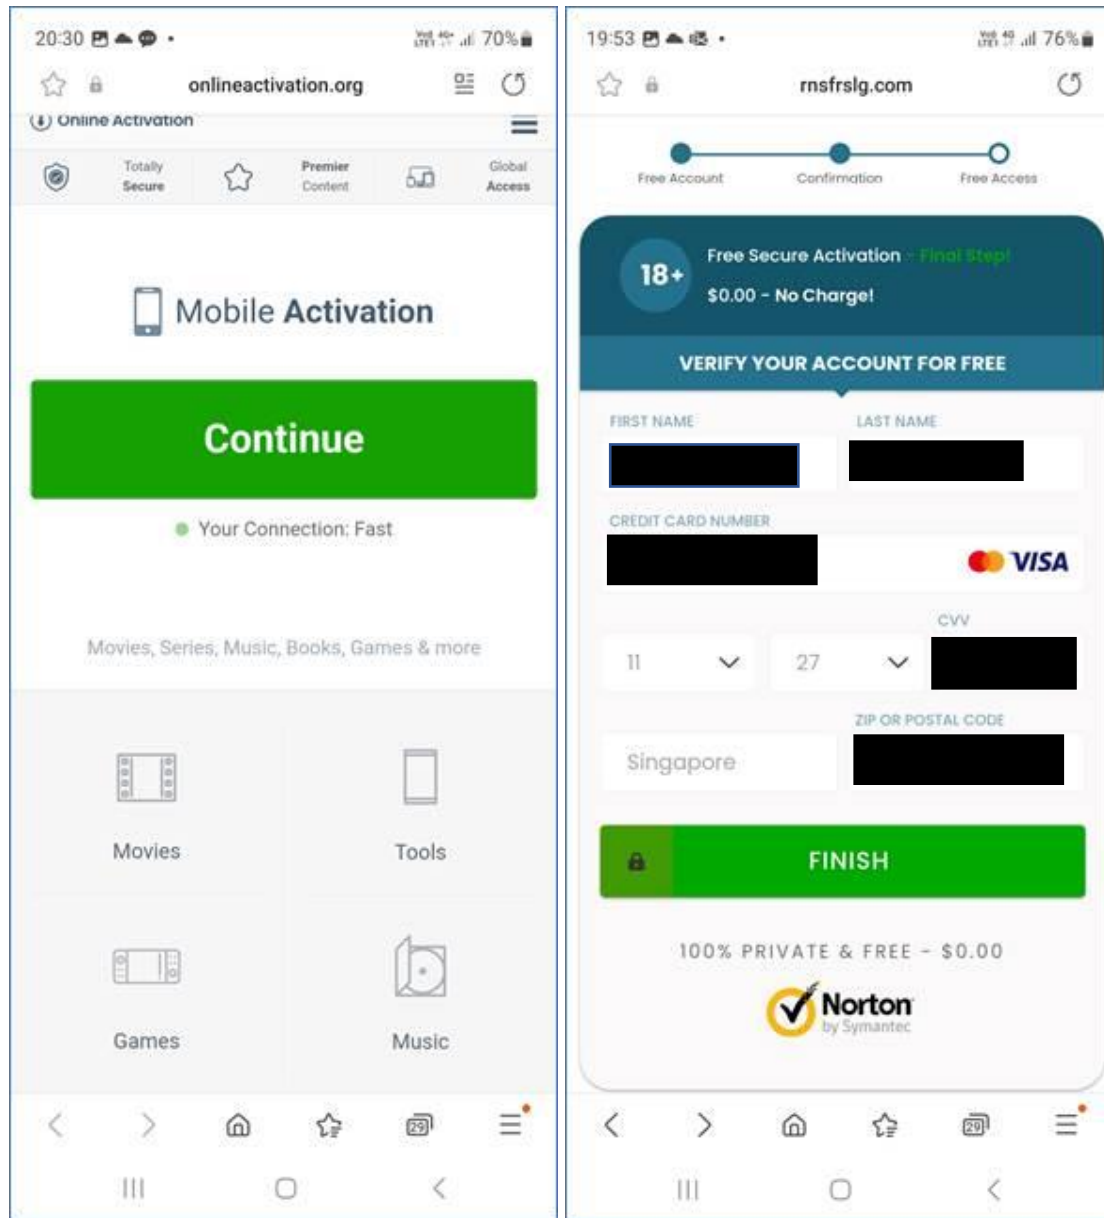 20:30
70%
onlineactivation.org
Online Activation
Totally
Secure
Premier
Content
Global
Access
Mobile Activation
Continue
Your Connection: Fast
Movies, Series, Music, Books, Games & more
Movies
Tools
Games
Music
29
19:53
76%
rnsfrslg.com
Free Account
Confirmation
Free Access
18+
Free Secure Activation - Final Step!
$0.00 - No Charge!
VERIFY YOUR ACCOUNT FOR FREE
FIRST NAME
LAST NAME
CREDIT CARD NUMBER
VISA
CVV
11
27
ZIP OR POSTAL CODE
Singapore
FINISH
100% PRIVATE & FREE - $0.00
Norton
by Symantec
29